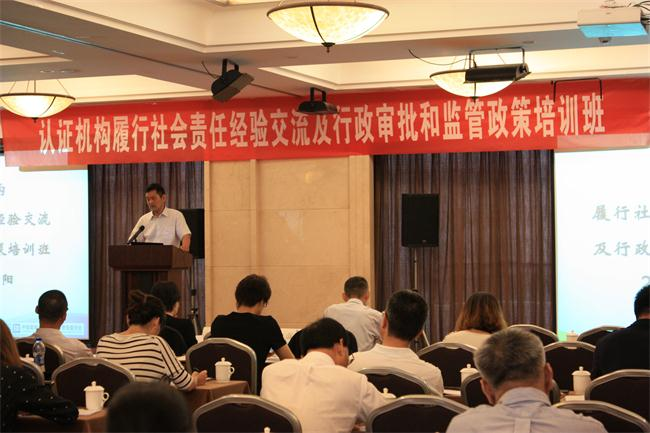 认证机构履行社会责任经验交流及行政审批和监管政策培训班
经验交流
策培训班
阳
履行社
及行政